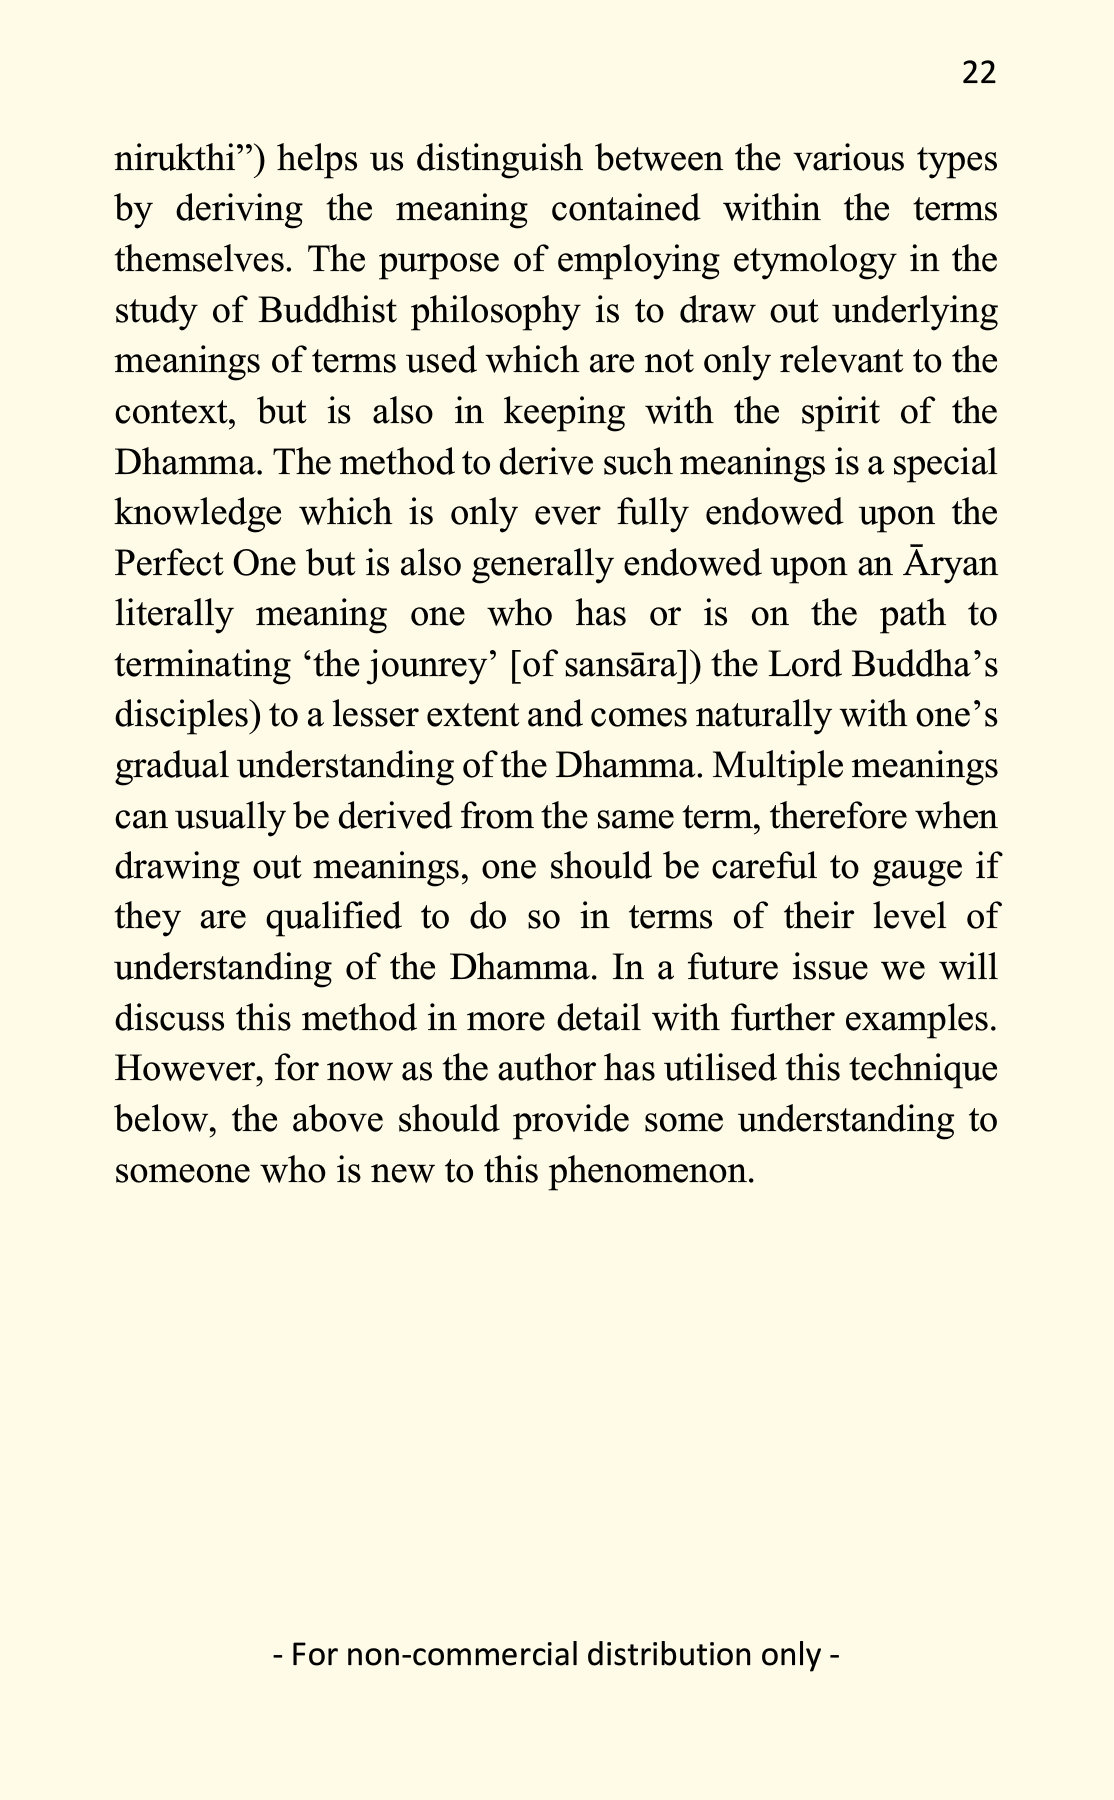 22
nirukthi”) helps us distinguish between the various types
by deriving the meaning contained within the terms
themselves. The purpose of employing etymology in the
study of Buddhist philosophy is to draw out underlying
meanings of terms used which are not only relevant to the
context, but is also in keeping with the spirit of the
Dhamma. The method to derive such meanings is a special
knowledge which is only ever fully endowed upon the
Perfect One but is also generally endowed upon an Āryan
literally meaning one who has or is on the path to
terminating ‘the jounrey’ [of sansāra]) the Lord Buddha’s
disciples) to a lesser extent and comes naturally with one’s
gradual understanding of the Dhamma. Multiple meanings
can usually be derived from the same term, therefore when
drawing out meanings, one should be careful to gauge if
they are qualified to do so in terms of their level of
understanding of the Dhamma. In a future issue we will
discuss this method in more detail with further examples.
However, for now as the author has utilised this technique
below, the above should provide some understanding to
someone who is new to this phenomenon.
- For non-commercial distribution only -